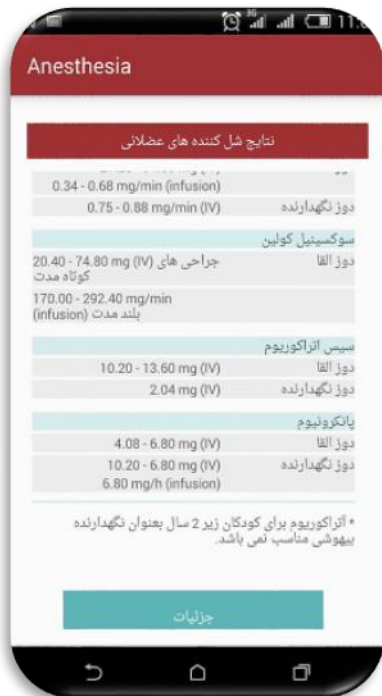 3G 11:
Anesthesia
نتایج شل کننده های عضلانی
0.34 - 0.68 mg/min (infusion)
دوز نگهدارنده 0.75 - 0.88 mg/min (IV)
سوکسینیل کولین
دوز القا 20.40 - 74.80 mg (IV) جراحی های
کوتاه مدت
170.00 - 292.40 mg/min
(infusion) بلند مدت
سیس اتراکوریوم
دوز القا 10.20 - 13.60 mg (IV)
دوز نگهدارنده 2.04 mg (IV)
پانکرونیوم
دوز القا 4.08 - 6.80 mg (IV)
دوز نگهدارنده 10.20 - 6.80 mg (IV)
6.80 mg/h (infusion)
* آتراکوریوم برای کودکان زیر 2 سال بعنوان نگهدارنده
بیهوشی مناسب نمی باشد.
جزئیات